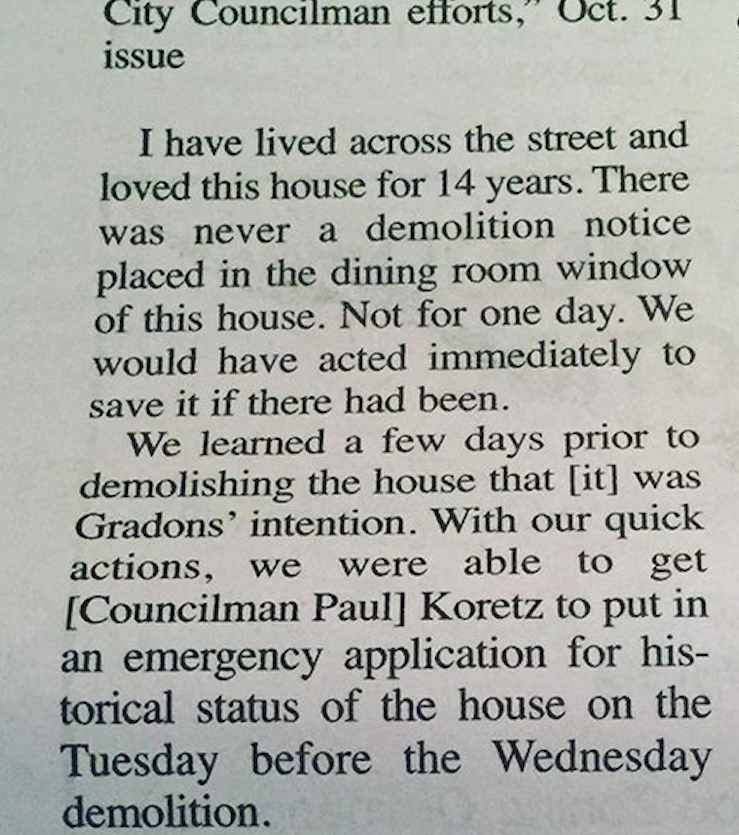 City Councilman efforts,” Oct. 31
issue
I have lived across the street and
loved this house for 14 years. There
was never a demolition notice
placed in the dining room window
of this house. Not for one day. We
would have acted immediately to
save it if there had been.
We learned a few days prior to
demolishing the house that [it] was
Gradons’ intention. With our quick
actions, we were able to get
[Councilman Paul] Koretz to put in
an emergency application for his-
torical status of the house on the
Tuesday before the Wednesday
demolition.